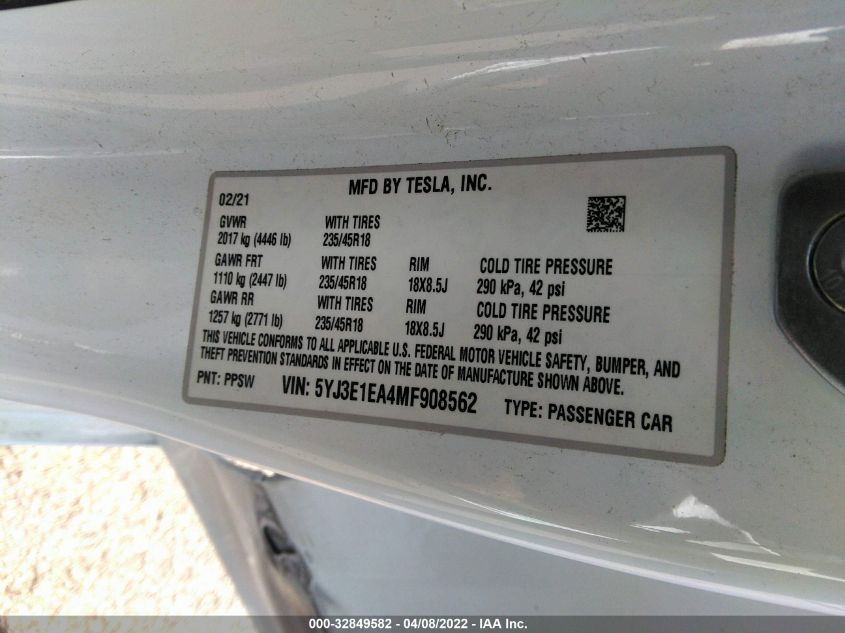 MFD BY TESLA, INC.
02/21
GVWR WITH TIRES
2017 kg (4446 lb) 235/45R18
GAWR FRT WITH TIRES RIM COLD TIRE PRESSURE
1110 kg (2447 lb) 235/45R18 18X8.5J 290 kPa, 42 psi
GAWR RR WITH TIRES RIM COLD TIRE PRESSURE
1257 kg (2771 lb) 235/45R18 18X8.5J 290 kPa, 42 psi
THIS VEHICLE CONFORMS TO ALL APPLICABLE U.S. FEDERAL MOTOR VEHICLE SAFETY, BUMPER, AND
THEFT PREVENTION STANDARDS IN EFFECT ON THE DATE OF MANUFACTURE SHOWN ABOVE.
PNT: PPSW VIN: 5YJ3E1EA4MF908562 TYPE: PASSENGER CAR
000-32849582 - 04/08/2022 - IAA Inc.